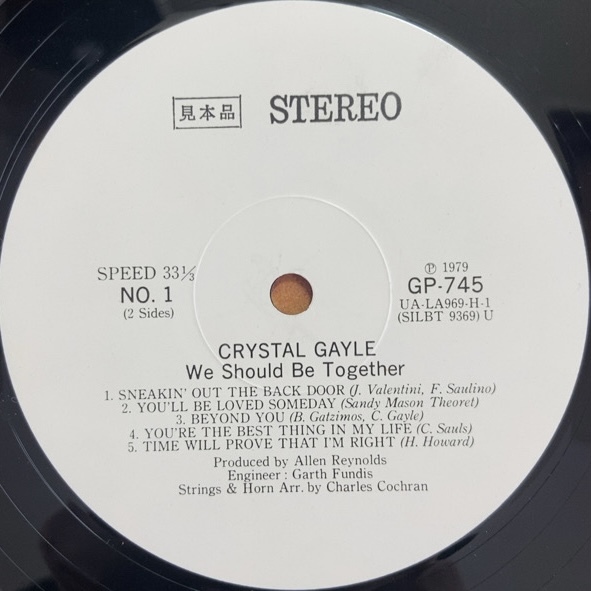 見本品 STEREO
SPEED 33⅓
NO. 1
(2 Sides)
℗ 1979
GP-745
UA-LA969-H-1
(SILBT 9369) U
CRYSTAL GAYLE
We Should Be Together
1. SNEAKIN' OUT THE BACK DOOR (J. Valentini, F. Saulino)
2. YOU'LL BE LOVED SOMEDAY (Sandy Mason Theoret)
3. BEYOND YOU (B. Gatzimos, C. Gayle)
4. YOU'RE THE BEST THING IN MY LIFE (C. Sauls)
5. TIME WILL PROVE THAT I'M RIGHT (H. Howard)
Produced by Allen Reynolds
Engineer : Garth Fundis
Strings & Horn Arr. by Charles Cochran